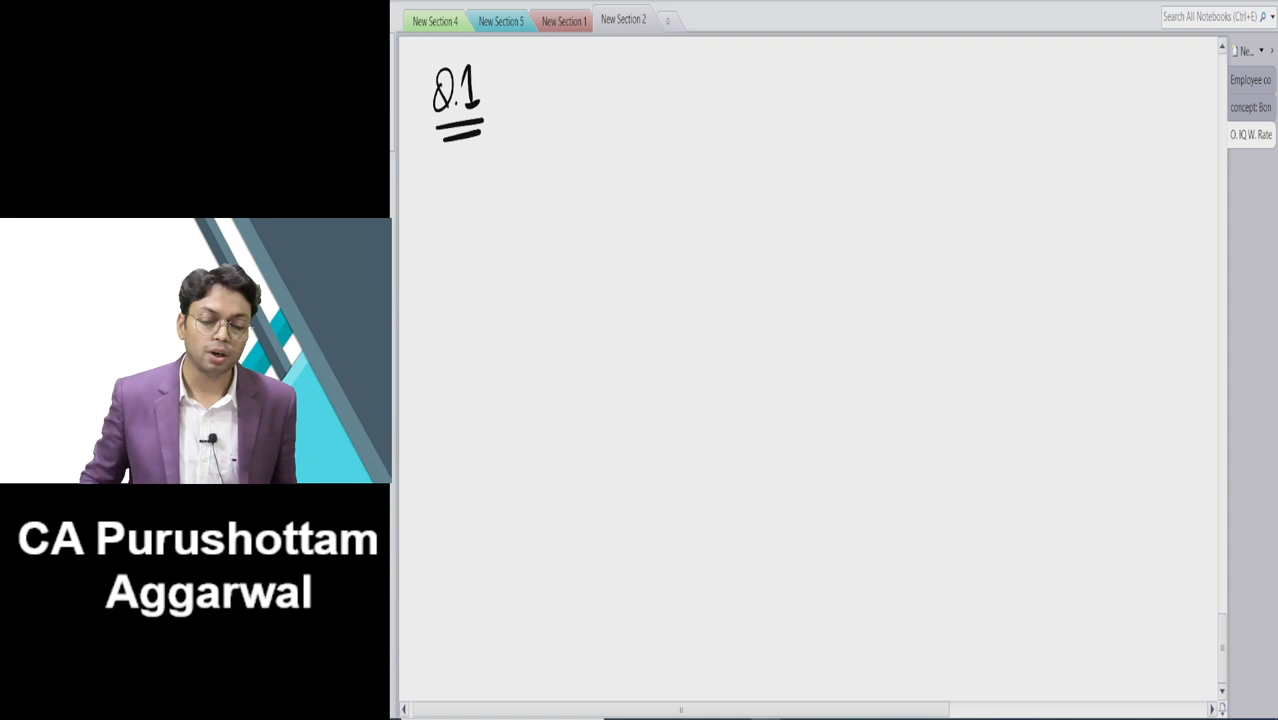 New Section 4
New Section 5
New Section 1
New Section 2
Search All Notebooks (Ctrl+E)
Ne...
Employee co
concept: Bon
O. IQ W. Rate
Q.1
CA Purushottam
Aggarwal